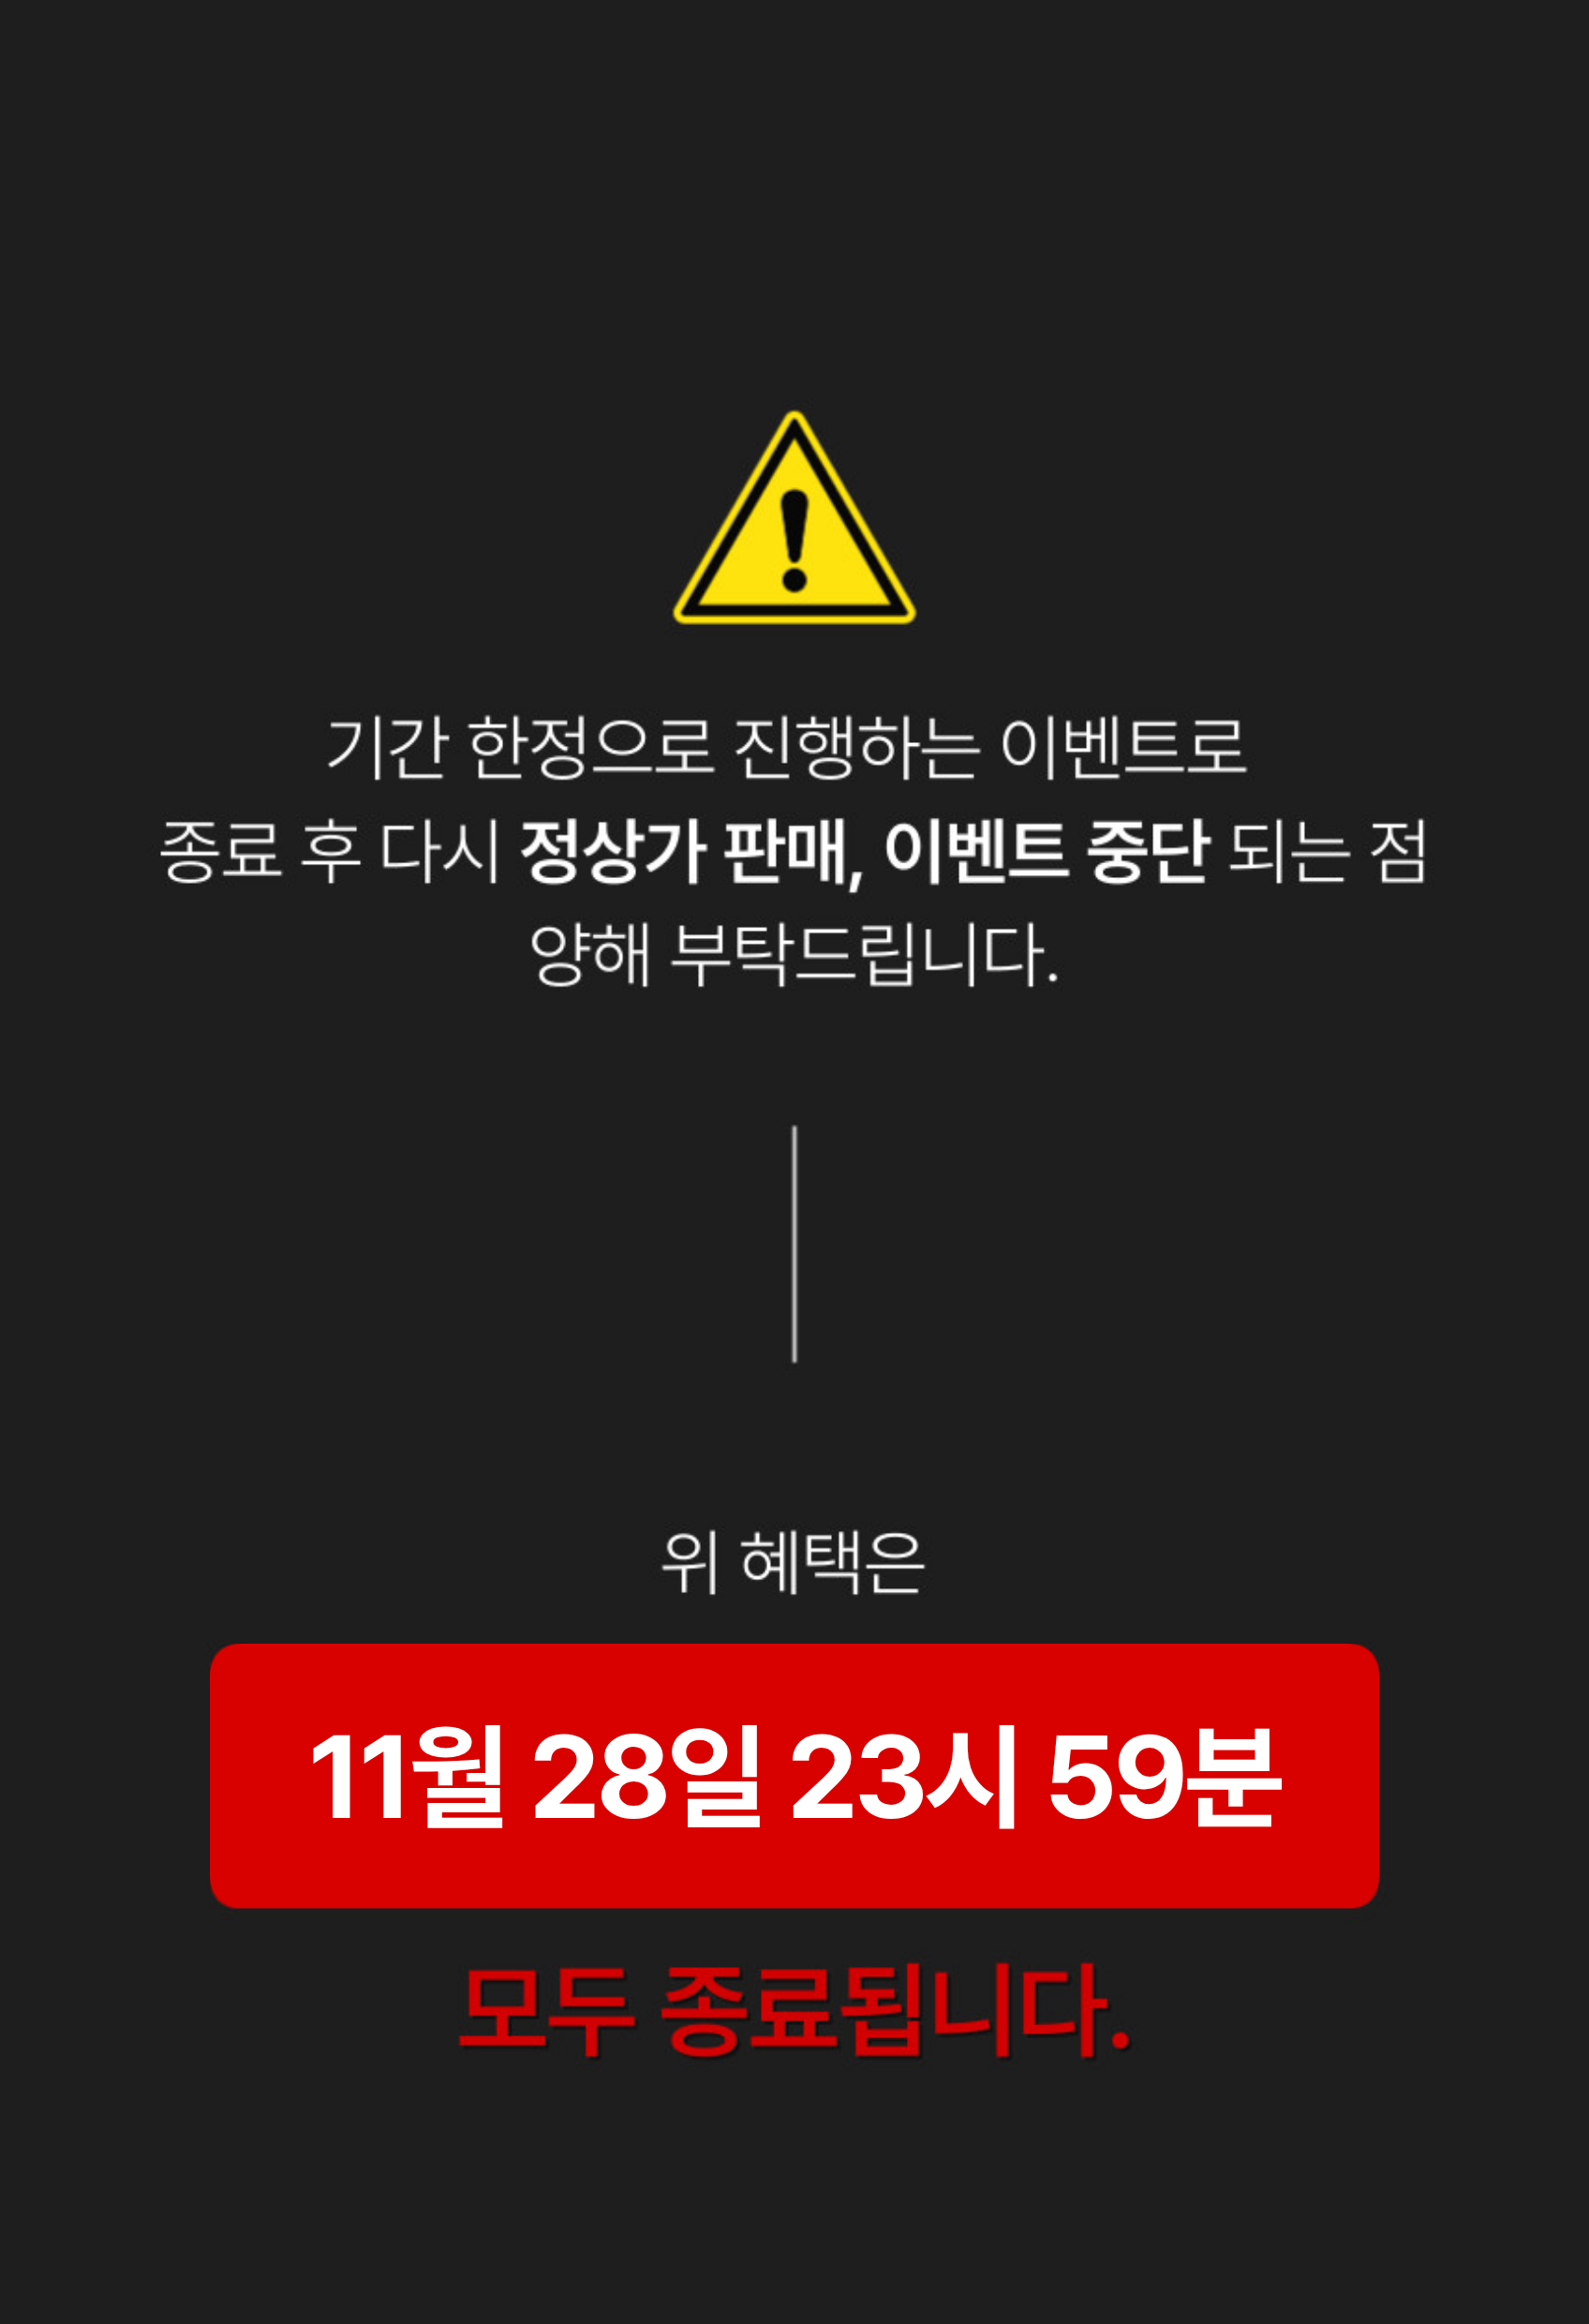 기간 한정으로 진행하는 이벤트로
종료 후 다시 정상가 판매, 이벤트 중단 되는 점
양해 부탁드립니다.
위 혜택은
11월 28일 23시 59분
모두 종료됩니다.